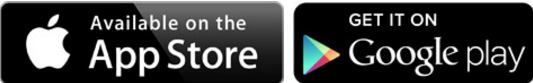 Available on the
App Store
GET IT ON
Google play